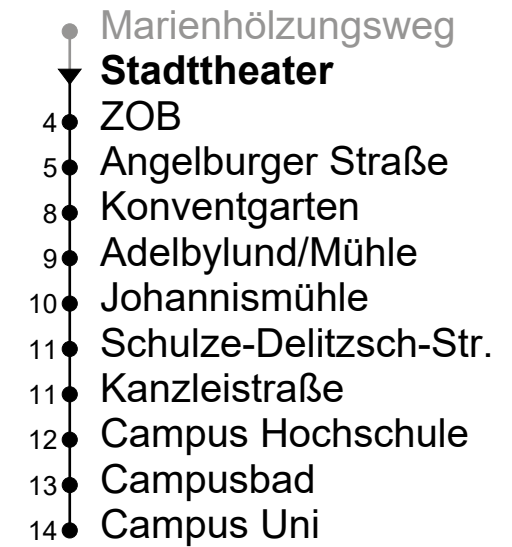 Marienhölzungsweg
Stadttheater
4 ZOB
5 Angelburger Straße
8 Konventgarten
9 Adelbylund/Mühle
10 Johannismühle
11 Schulze-Delitzsch-Str.
11 Kanzleistraße
12 Campus Hochschule
13 Campusbad
14 Campus Uni